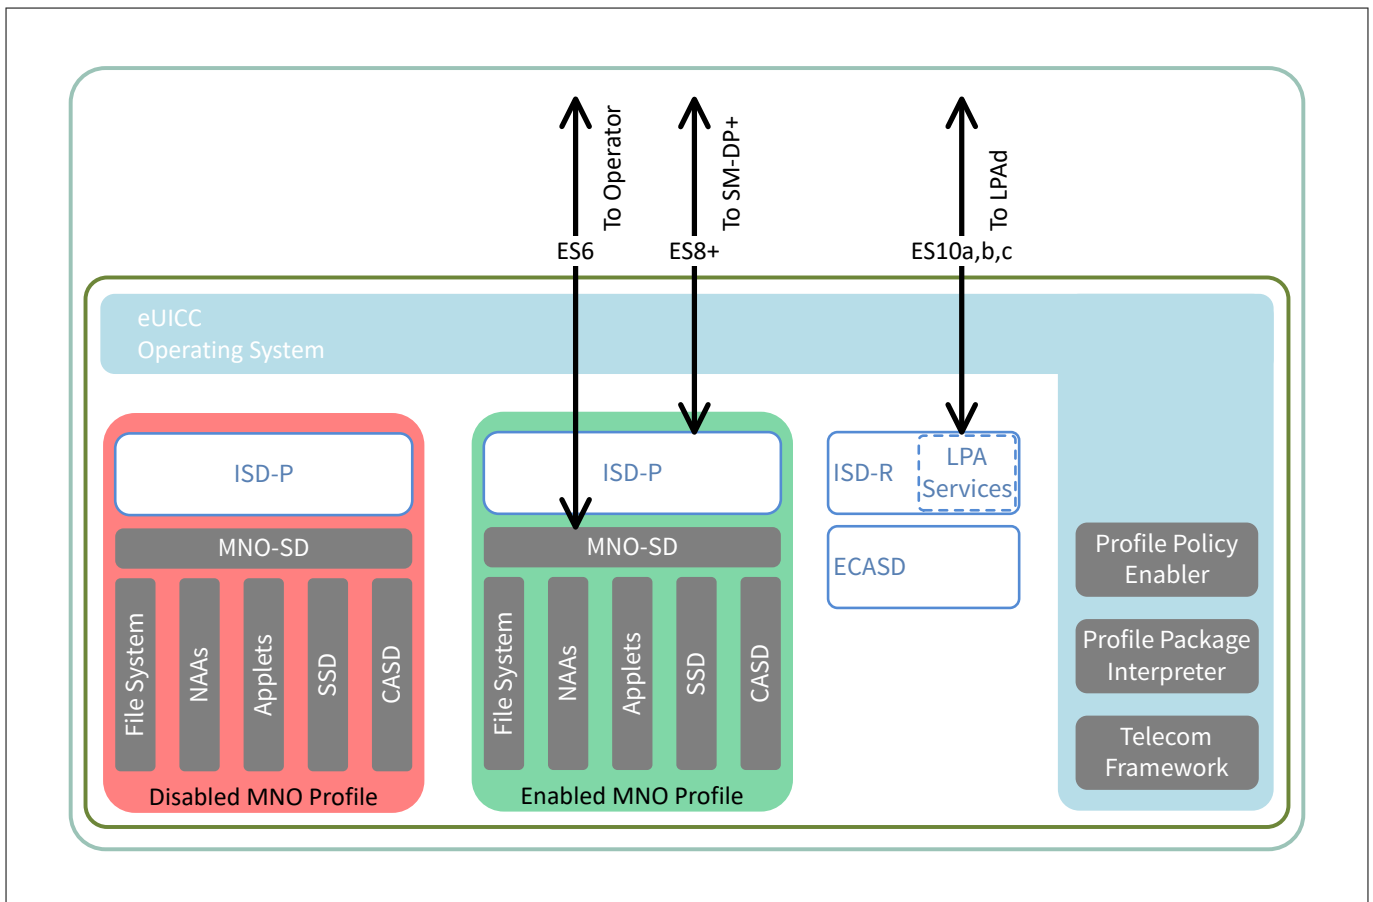 To Operator
To SM-DP+
To LPAd
ES6
ES8+
ES10a,b,c
eUICC
Operating System
ISD-P
MNO-SD
File System
NAAs
Applets
SSD
CASD
Disabled MNO Profile
ISD-P
MNO-SD
File System
NAAs
Applets
SSD
CASD
Enabled MNO Profile
ISD-R
LPA
Services
ECASD
Profile Policy
Enabler
Profile Package
Interpreter
Telecom
Framework